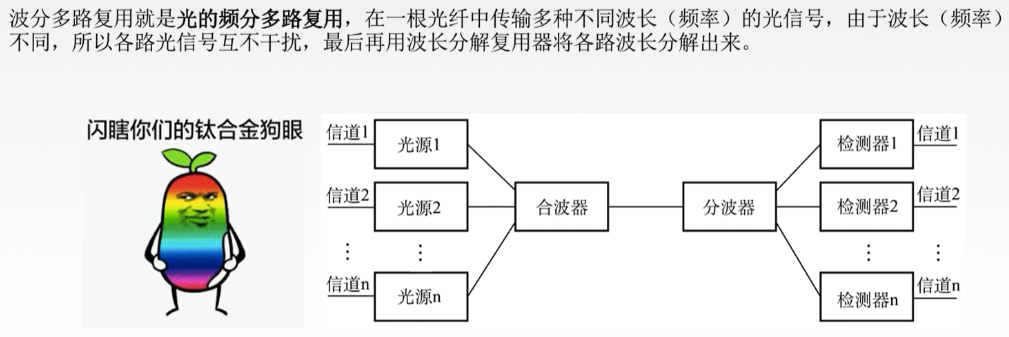 波分多路复用就是光的频分多路复用，在一根光纤中传输多种不同波长（频率）的光信号，由于波长（频率）
不同，所以各路光信号互不干扰，最后再用波长分解复用器将各路波长分解出来。
闪瞎你们的钛合金狗眼
信道1
光源1
检测器1
信道1
信道2
光源2
合波器
分波器
检测器2
信道2
信道n
光源n
检测器n
信道n